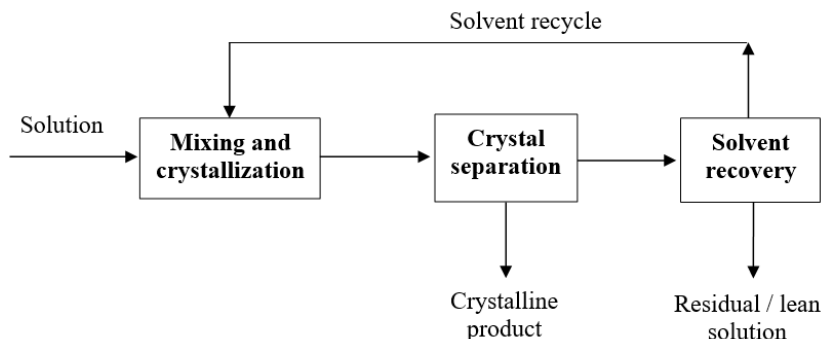 Solvent recycle
Solution
Mixing and
crystallization
Crystal
separation
Solvent
recovery
Crystalline
product
Residual / lean
solution